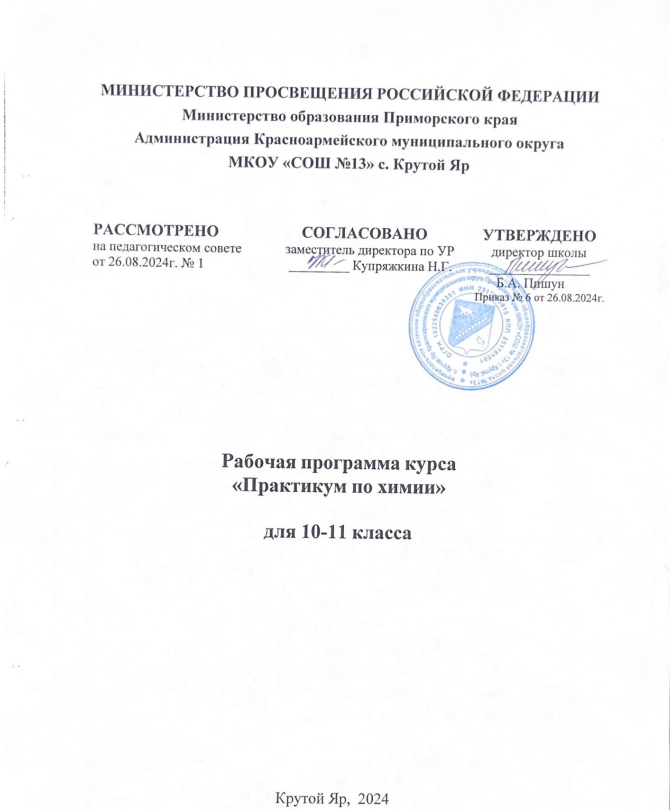 МИНИСТЕРСТВО ПРОСВЕЩЕНИЯ РОССИЙСКОЙ ФЕДЕРАЦИИ
Министерство образования Приморского края
Администрация Красноармейского муниципального округа
МКОУ «СОШ №13» с. Крутой Яр
РАССМОТРЕНО
на педагогическом совете
от 26.08.2024г. № 1
СОГЛАСОВАНО
заместитель директора по УР
Купряжкина Н.Г.
УТВЕРЖДЕНО
директор школы
Б.А. Пишун
Приказ № 6 от 26.08.2024г.
Рабочая программа курса
«Практикум по химии»
для 10-11 класса
Крутой Яр, 2024